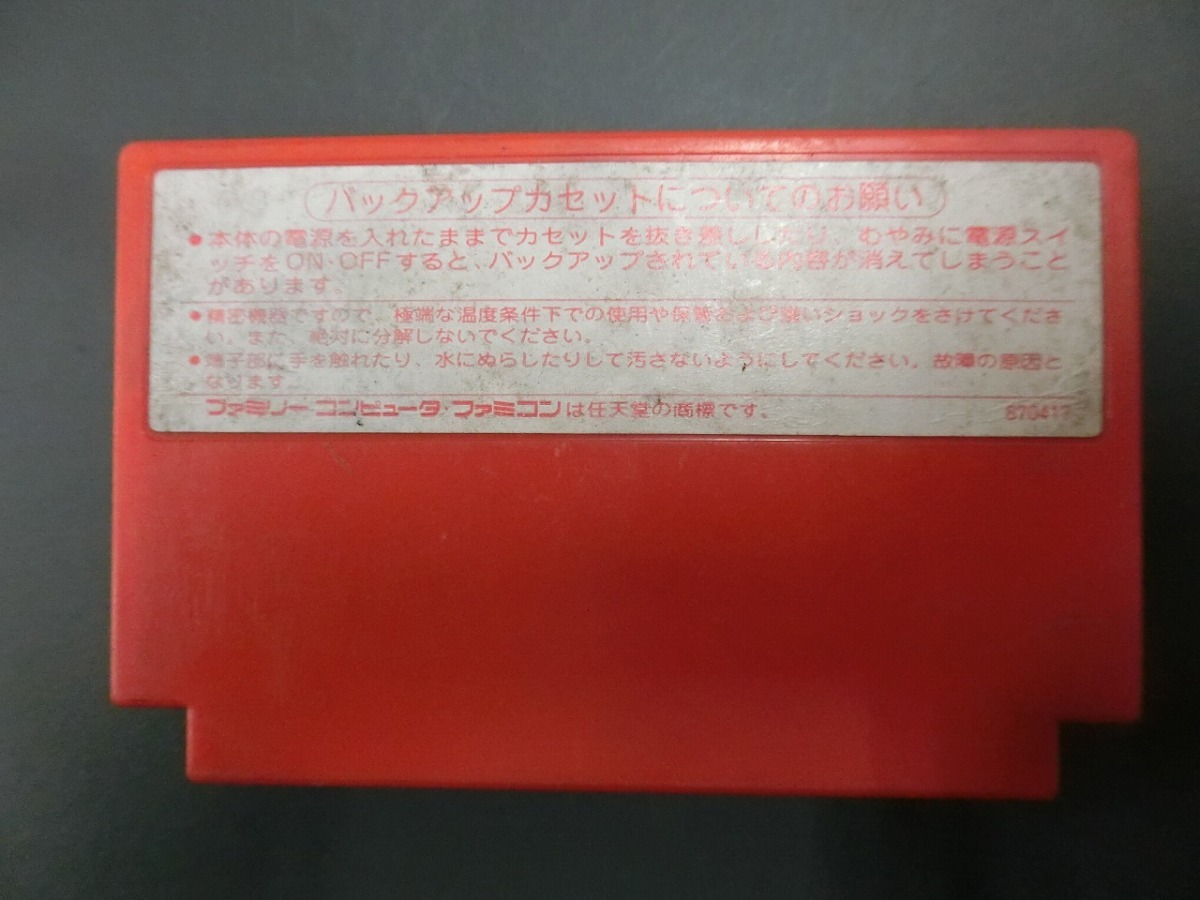 バックアップカセットについてのお願い
●本体の電源を入れたままでカセットを抜き差ししたり、むやみに電源スイ
ッチをON・OFFすると、バックアップされている内容が消えてしまうこと
があります。
●精密機器ですので、極端な温度条件下での使用や保管および強いショックをさけてくださ
い。また、絶対に分解しないでください。
●端子部に手を触れたり、水にぬらしたりして汚さないようにしてください。故障の原因と
なります。
ファミリーコンピュータ・ファミコンは任天堂の商標です。 870417